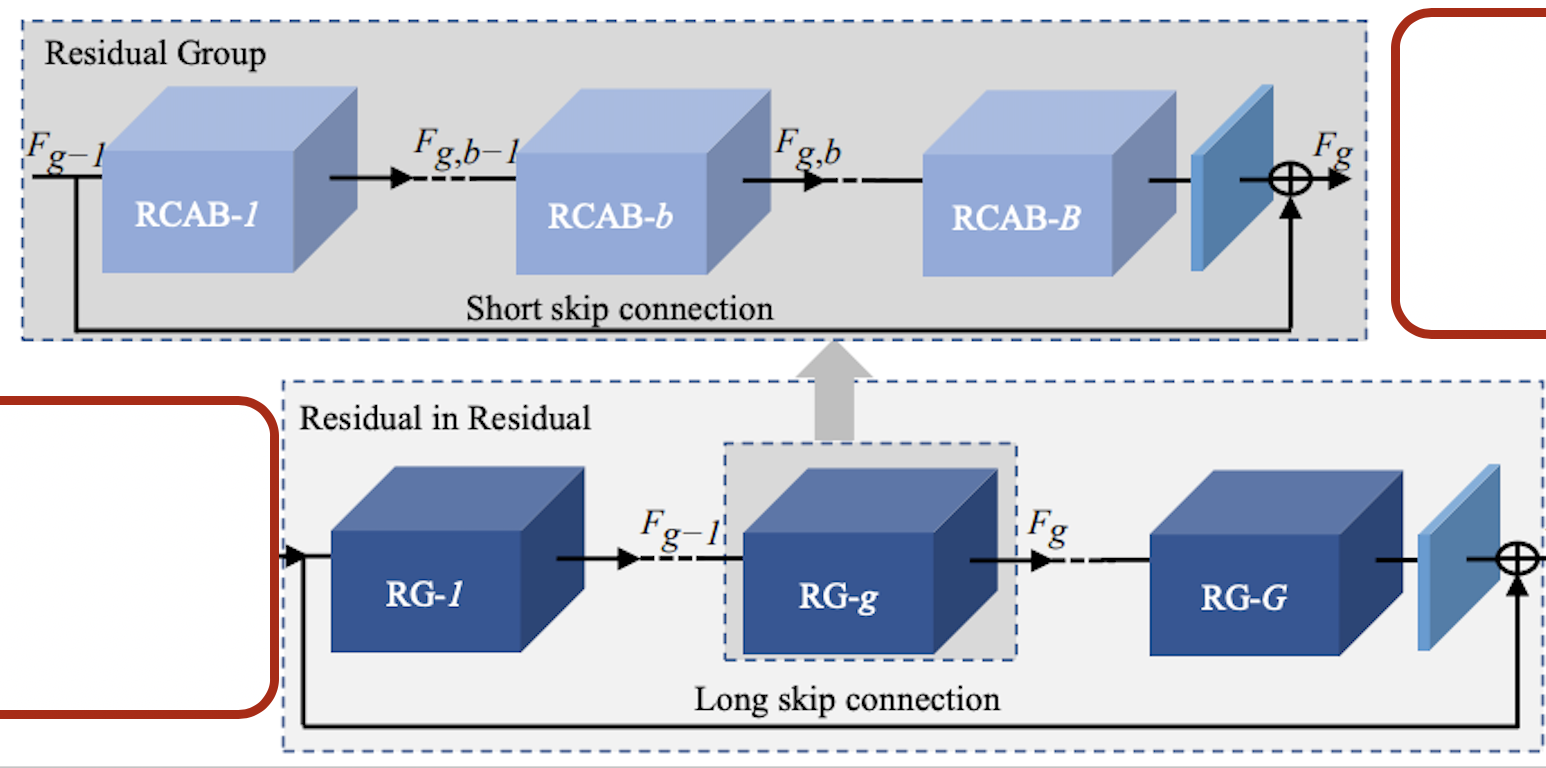 Residual Group
F_{g-1}
F_{g,b-1}
F_{g,b}
F_g
RCAB-1
RCAB-b
RCAB-B
Short skip connection
Residual in Residual
F_{g-1}
F_g
RG-1
RG-g
RG-G
Long skip connection